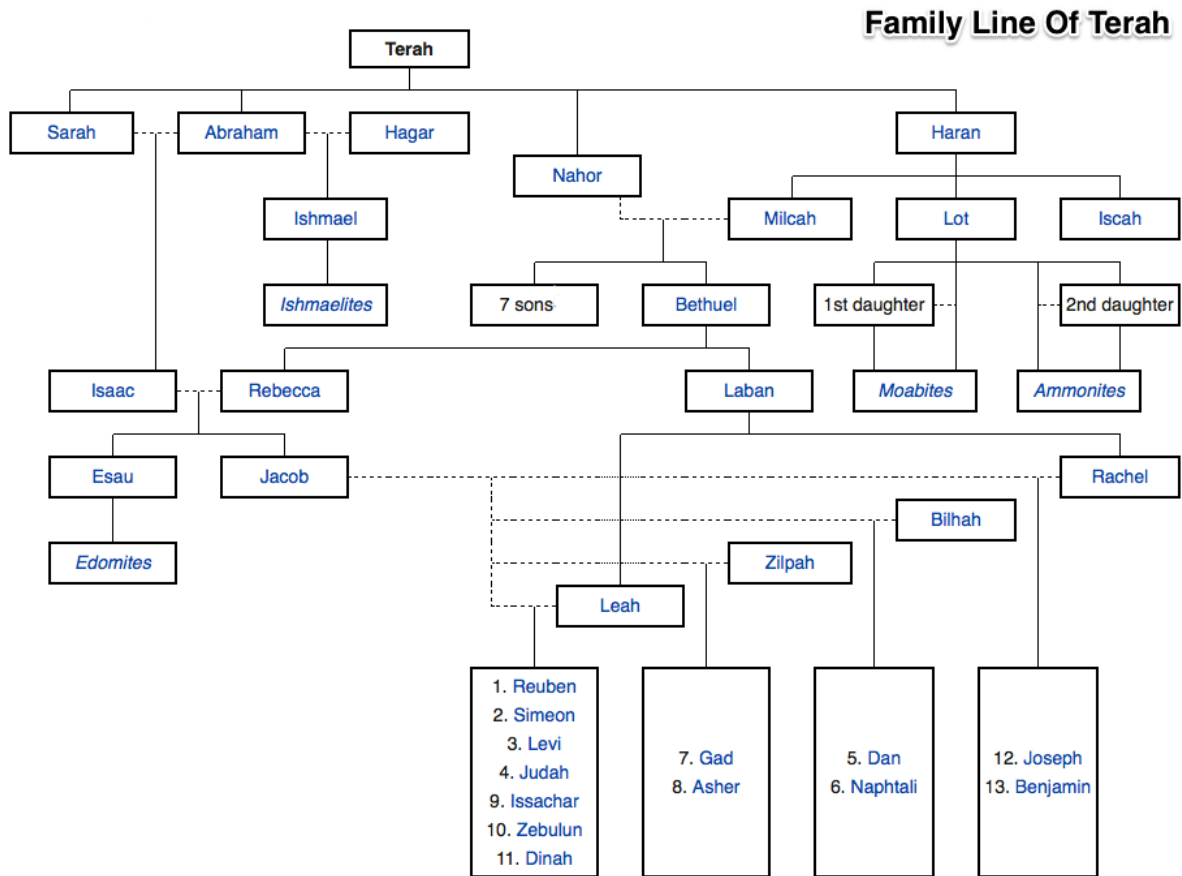 Family Line Of Terah
Terah
Sarah
Abraham
Hagar
Haran
Nahor
Ishmael
Milcah
Lot
Iscah
Ishmaelites
7 sons
Bethuel
1st daughter
2nd daughter
Isaac
Rebecca
Laban
Moabites
Ammonites
Esau
Jacob
Rachel
Bilhah
Edomites
Zilpah
Leah
1. Reuben
2. Simeon
3. Levi
4. Judah
9. Issachar
10. Zebulun
11. Dinah
7. Gad
8. Asher
5. Dan
6. Naphtali
12. Joseph
13. Benjamin